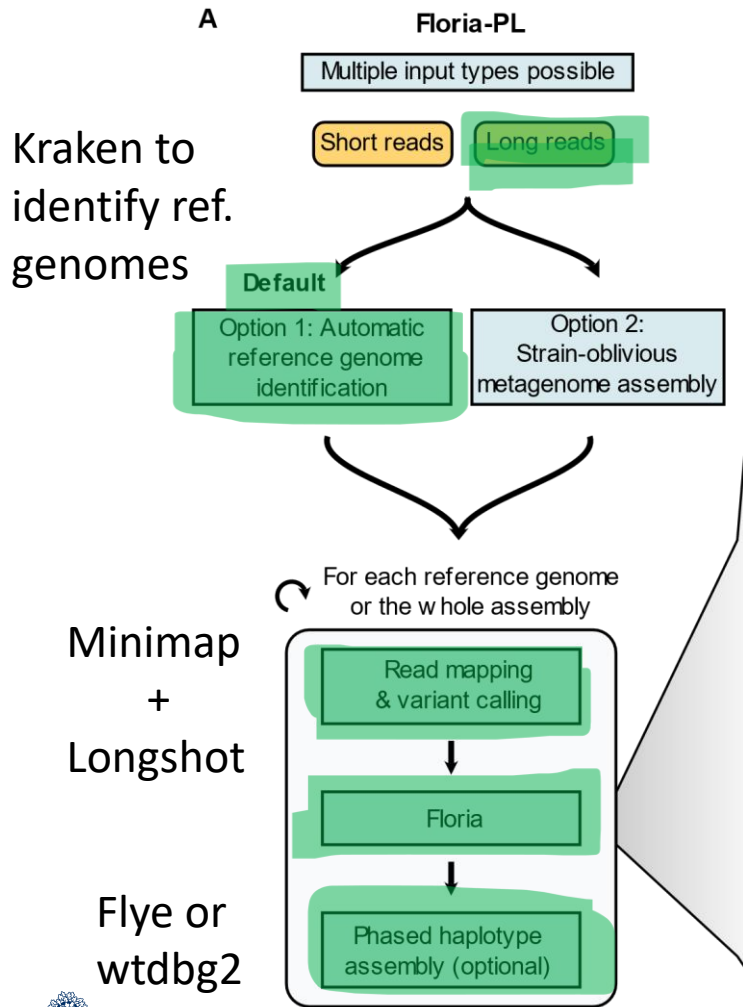 A
Floria-PL
Multiple input types possible
Short reads
Long reads
Kraken to
identify ref.
genomes
Default
Option 1: Automatic
reference genome
identification
Option 2:
Strain-oblivious
metagenome assembly
For each reference genome
or the whole assembly
Minimap
+
Longshot
Read mapping
& variant calling
Floria
Flye or
wtdbg2
Phased haplotype
assembly (optional)